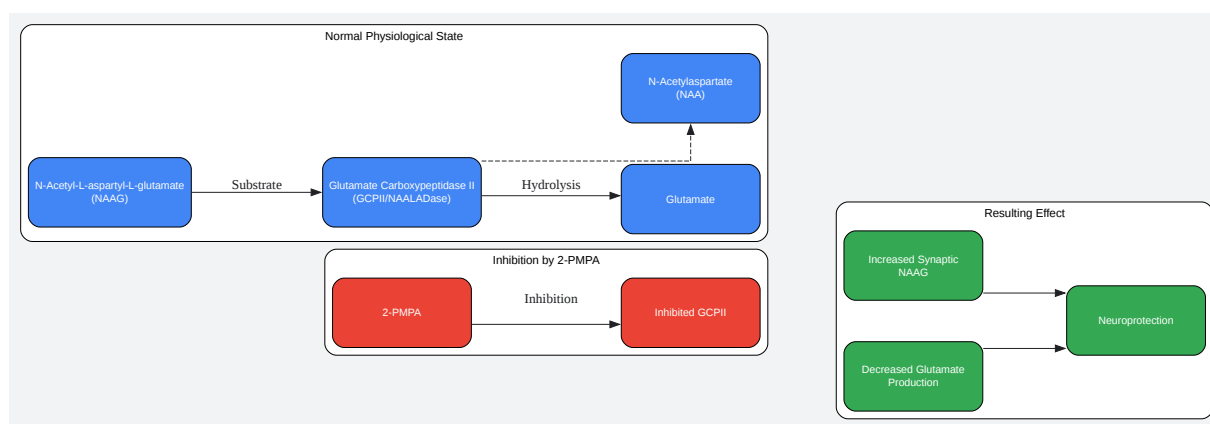 Normal Physiological State
N-Acetylaspartate
(NAA)
N-Acetyl-L-aspartyl-L-glutamate
(NAAG)
Substrate
Glutamate Carboxypeptidase II
(GCPII/NAALADase)
Hydrolysis
Glutamate
Inhibition by 2-PMPA
2-PMPA
Inhibition
Inhibited GCPII
Resulting Effect
Increased Synaptic
NAAG
Neuroprotection
Decreased Glutamate
Production